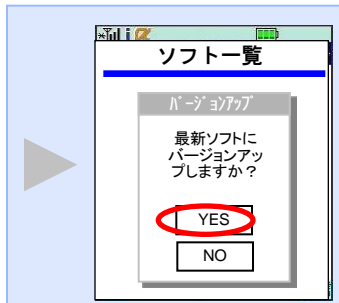 ソフト一覧
ﾊﾞｰｼﾞｮﾝｱｯﾌﾟ
最新ソフトに
バージョンアッ
プしますか？
YES
NO